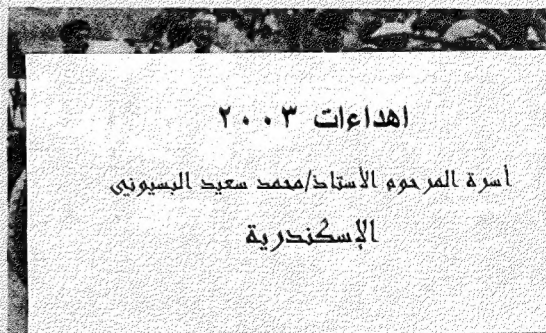 اهداءات ٢٠٠٣
أسرة المرحوم الأستاذ/محمد سعيد البسيونى
الإسكندرية